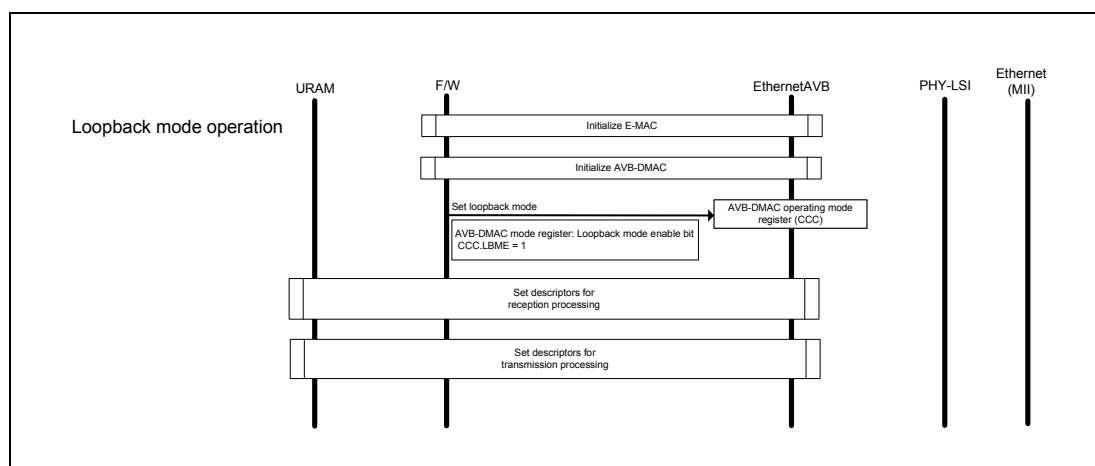 URAM
F/W
EthernetAVB
PHY-LSI
Ethernet
(MII)
Loopback mode operation
Initialize E-MAC
Initialize AVB-DMAC
Set loopback mode
AVB-DMAC operating mode
register (CCC)
AVB-DMAC mode register: Loopback mode enable bit
CCC.LBME = 1
Set descriptors for
reception processing
Set descriptors for
transmission processing